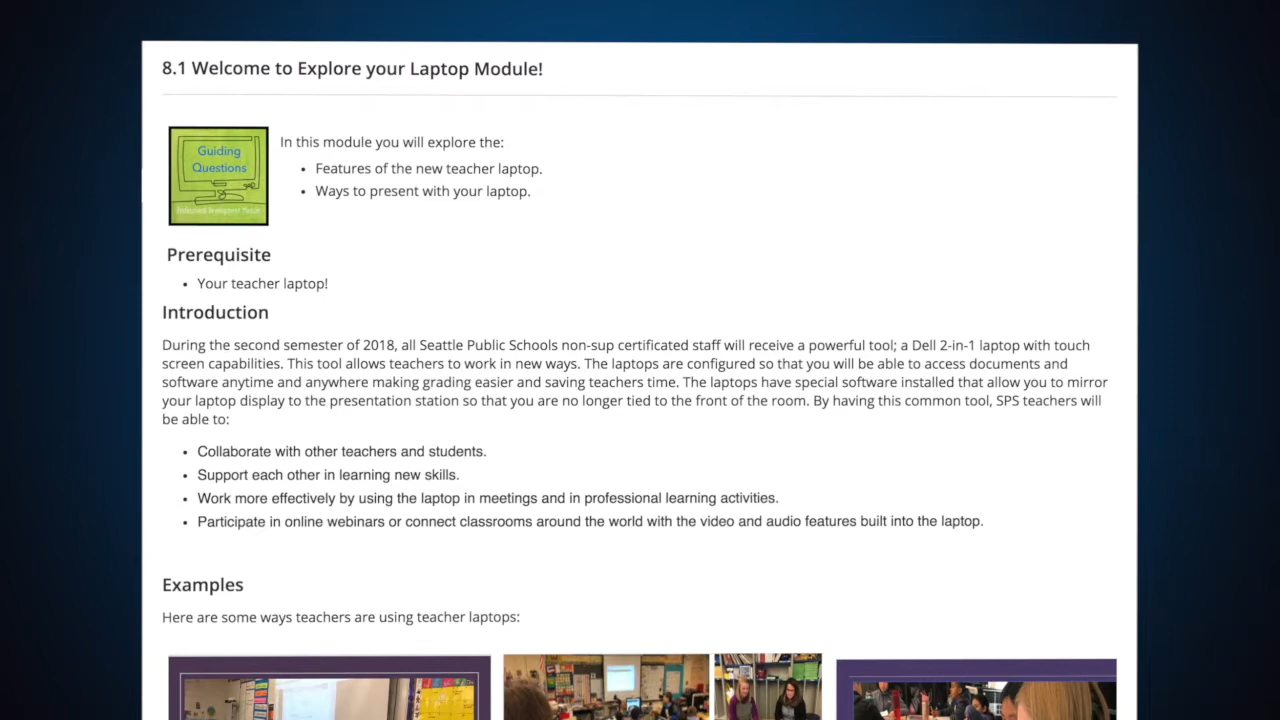 8.1 Welcome to Explore your Laptop Module!
Guiding
Questions
Professional Development Module
In this module you will explore the:
• Features of the new teacher laptop.
• Ways to present with your laptop.
Prerequisite
• Your teacher laptop!
Introduction
During the second semester of 2018, all Seattle Public Schools non-sup certificated staff will receive a powerful tool; a Dell 2-in-1 laptop with touch
screen capabilities. This tool allows teachers to work in new ways. The laptops are configured so that you will be able to access documents and
software anytime and anywhere making grading easier and saving teachers time. The laptops have special software installed that allow you to mirror
your laptop display to the presentation station so that you are no longer tied to the front of the room. By having this common tool, SPS teachers will
be able to:
• Collaborate with other teachers and students.
• Support each other in learning new skills.
• Work more effectively by using the laptop in meetings and in professional learning activities.
• Participate in online webinars or connect classrooms around the world with the video and audio features built into the laptop.
Examples
Here are some ways teachers are using teacher laptops: